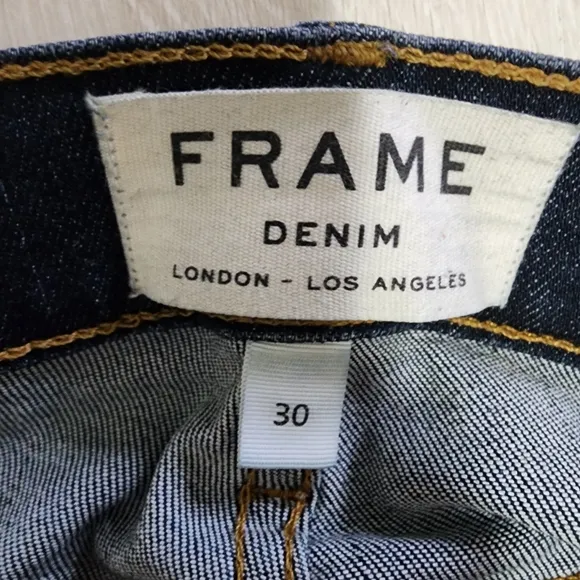 FRAME
DENIM
LONDON - LOS ANGELES
30